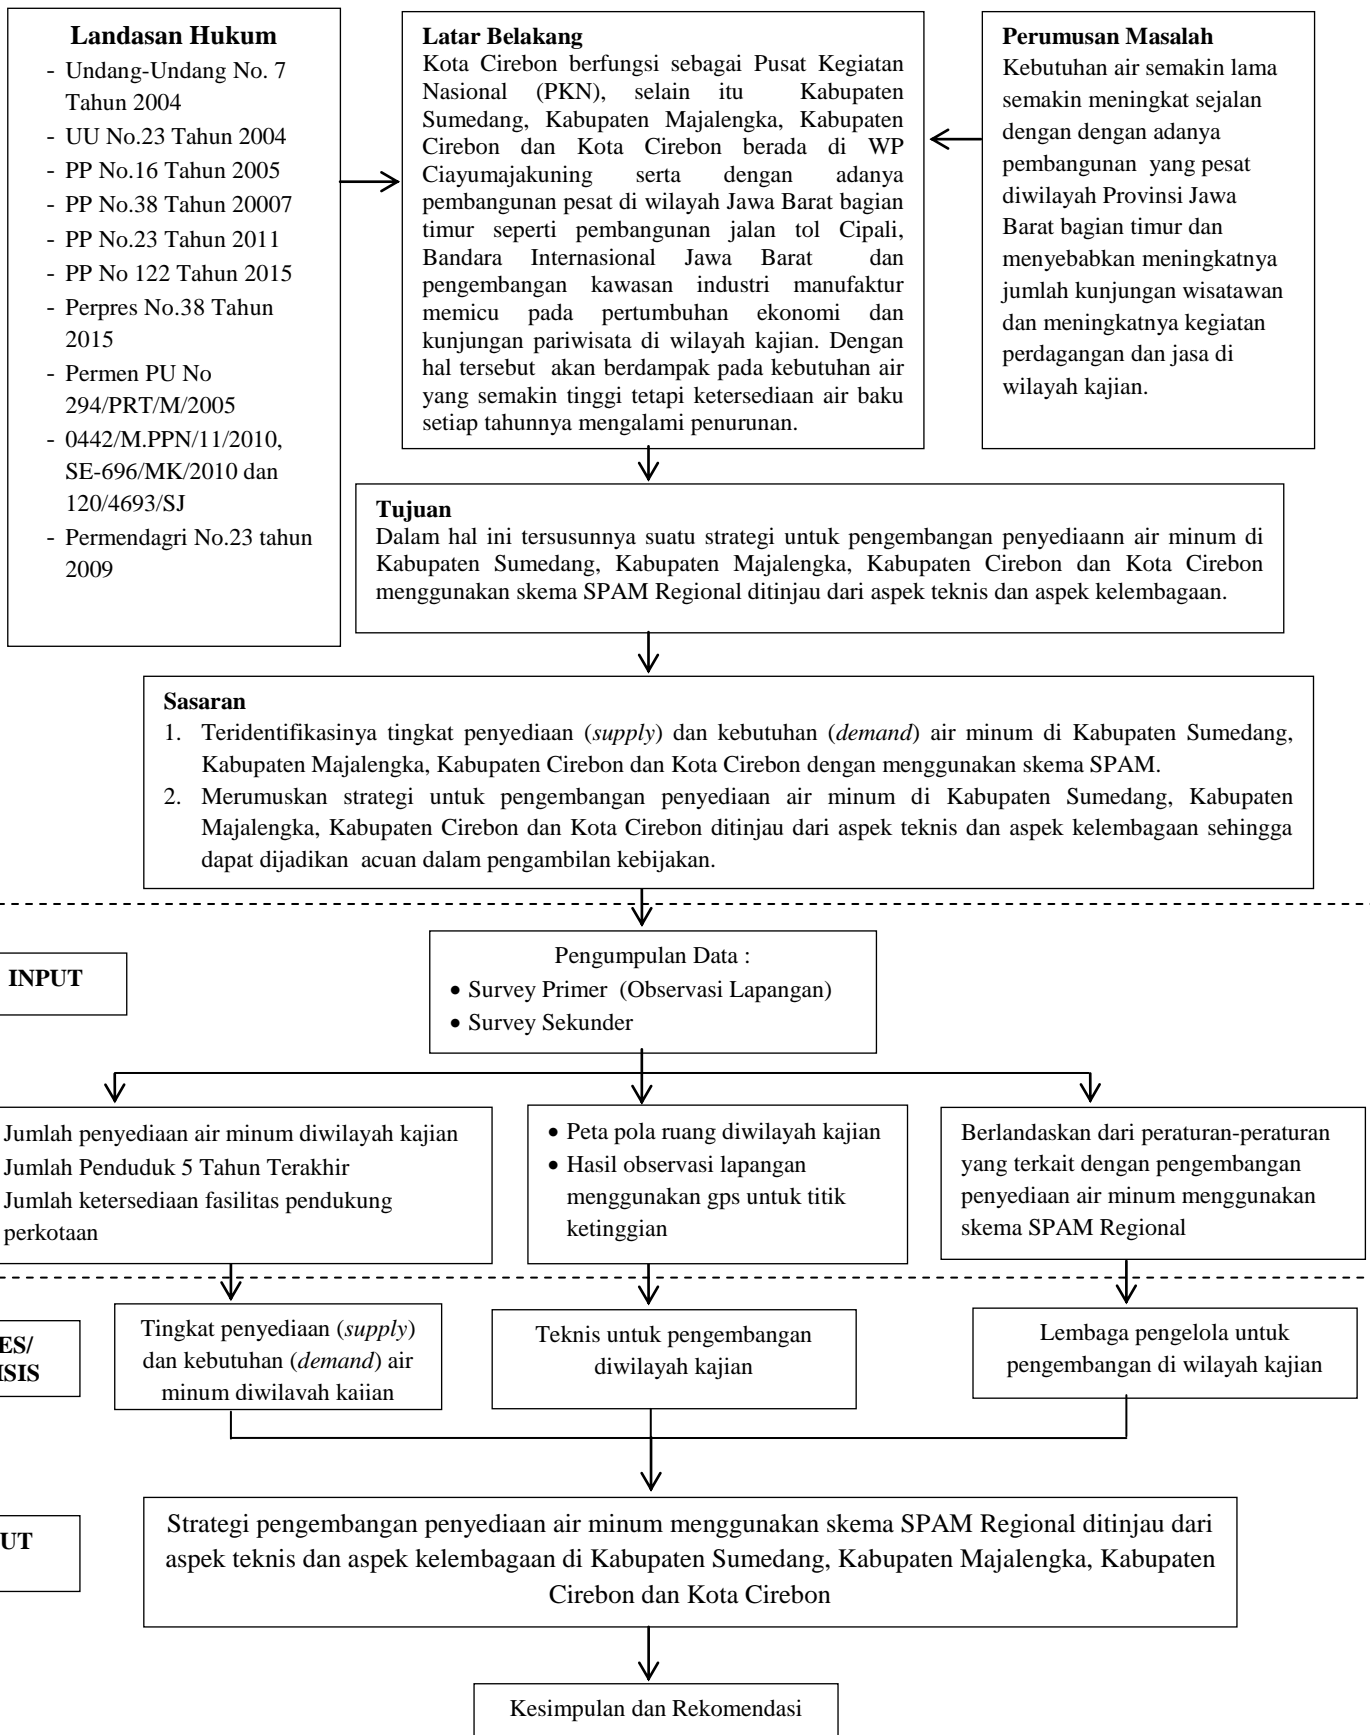 Landasan Hukum
- Undang-Undang No. 7
Tahun 2004
- UU No.23 Tahun 2004
- PP No.16 Tahun 2005
- PP No.38 Tahun 20007
- PP No.23 Tahun 2011
- PP No 122 Tahun 2015
- Perpres No.38 Tahun
2015
- Permen PU No
294/PRT/M/2005
- 0442/M.PPN/11/2010,
SE-696/MK/2010 dan
120/4693/SJ
- Permendagri No.23 tahun
2009
Latar Belakang
Kota Cirebon berfungsi sebagai Pusat Kegiatan
Nasional (PKN), selain itu Kabupaten
Sumedang, Kabupaten Majalengka, Kabupaten
Cirebon dan Kota Cirebon berada di WP
Ciayumajakuning serta dengan adanya
pembangunan pesat di wilayah Jawa Barat bagian
timur seperti pembangunan jalan tol Cipali,
Bandara Internasional Jawa Barat dan
pengembangan kawasan industri manufaktur
memicu pada pertumbuhan ekonomi dan
kunjungan pariwisata di wilayah kajian. Dengan
hal tersebut akan berdampak pada kebutuhan air
yang semakin tinggi tetapi ketersediaan air baku
setiap tahunnya mengalami penurunan.
Perumusan Masalah
Kebutuhan air semakin lama
semakin meningkat sejalan
dengan dengan adanya
pembangunan yang pesat
diwilayah Provinsi Jawa
Barat bagian timur dan
menyebabkan meningkatnya
jumlah kunjungan wisatawan
dan meningkatnya kegiatan
perdagangan dan jasa di
wilayah kajian.
Tujuan
Dalam hal ini tersusunnya suatu strategi untuk pengembangan penyediaann air minum di
Kabupaten Sumedang, Kabupaten Majalengka, Kabupaten Cirebon dan Kota Cirebon
menggunakan skema SPAM Regional ditinjau dari aspek teknis dan aspek kelembagaan.
Sasaran
1. Teridentifikasinya tingkat penyediaan (supply) dan kebutuhan (demand) air minum di Kabupaten Sumedang,
Kabupaten Majalengka, Kabupaten Cirebon dan Kota Cirebon dengan menggunakan skema SPAM.
2. Merumuskan strategi untuk pengembangan penyediaan air minum di Kabupaten Sumedang, Kabupaten
Majalengka, Kabupaten Cirebon dan Kota Cirebon ditinjau dari aspek teknis dan aspek kelembagaan sehingga
dapat dijadikan acuan dalam pengambilan kebijakan.
INPUT
Pengumpulan Data :
• Survey Primer (Observasi Lapangan)
• Survey Sekunder
Jumlah penyediaan air minum diwilayah kajian
Jumlah Penduduk 5 Tahun Terakhir
Jumlah ketersediaan fasilitas pendukung
perkotaan
• Peta pola ruang diwilayah kajian
• Hasil observasi lapangan
menggunakan gps untuk titik
ketinggian
Berlandaskan dari peraturan-peraturan
yang terkait dengan pengembangan
penyediaan air minum menggunakan
skema SPAM Regional
ES/
ISIS
Tingkat penyediaan (supply)
dan kebutuhan (demand) air
minum diwilayah kajian
Teknis untuk pengembangan
diwilayah kajian
Lembaga pengelola untuk
pengembangan di wilayah kajian
UT
Strategi pengembangan penyediaan air minum menggunakan skema SPAM Regional ditinjau dari
aspek teknis dan aspek kelembagaan di Kabupaten Sumedang, Kabupaten Majalengka, Kabupaten
Cirebon dan Kota Cirebon
Kesimpulan dan Rekomendasi